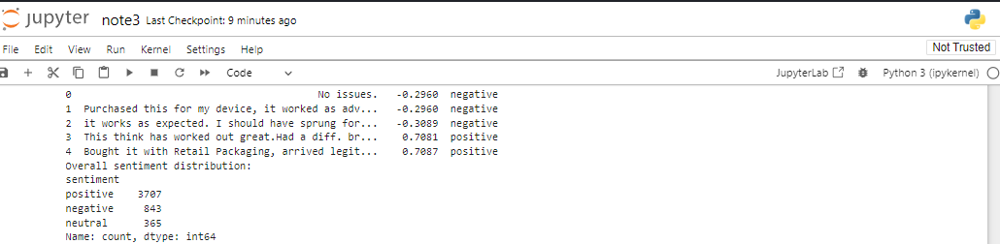 jupyter note3 Last Checkpoint: 9 minutes ago
File Edit View Run Kernel Settings Help Not Trusted
Code JupyterLab Python 3 (ipykernel)
0 No issues. -0.2960 negative
1 Purchased this for my device, it worked as adv... -0.2960 negative
2 it works as expected. I should have sprung for... -0.3089 negative
3 This think has worked out great.Had a diff. br... 0.7081 positive
4 Bought it with Retail Packaging, arrived legit... 0.7087 positive
Overall sentiment distribution:
sentiment
positive 3707
negative 843
neutral 365
Name: count, dtype: int64